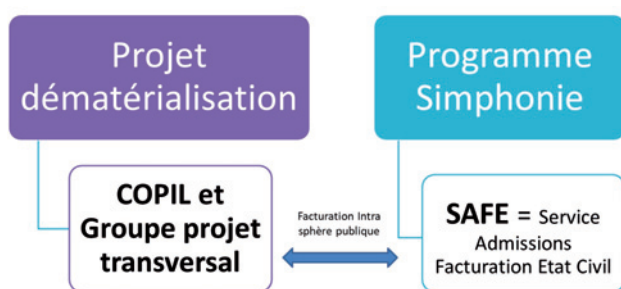 Projet
dématérialisation
Programme
Simphonie
COPIL et
Groupe projet
transversal
Facturation Intra
sphère publique
SAFE = Service
Admissions
Facturation Etat Civil